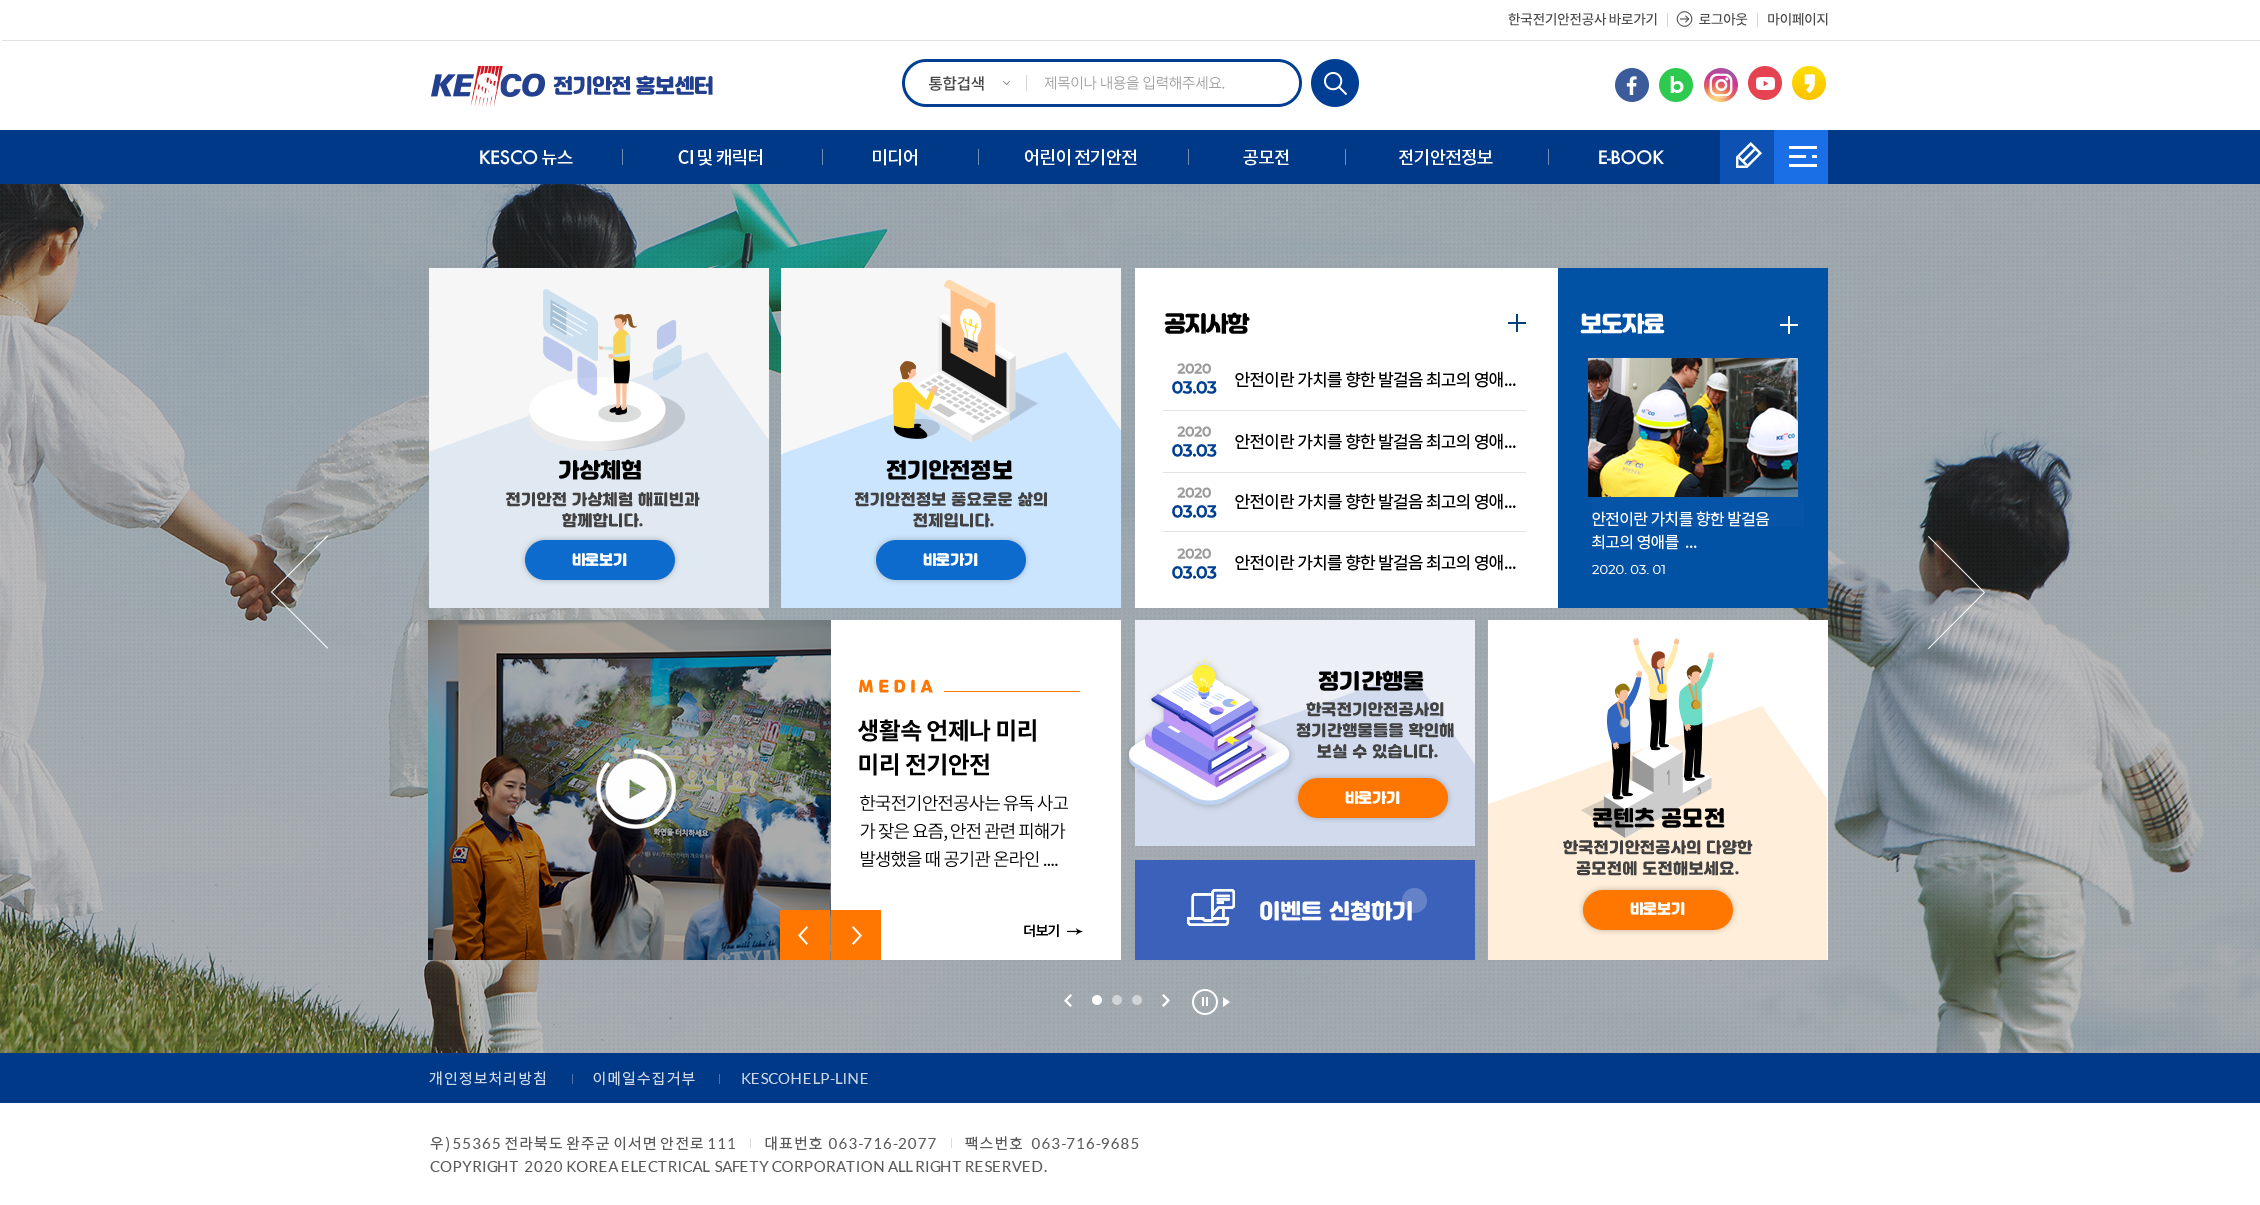 한국전기안전공사 바로가기
로그아웃
마이페이지
KESCO 전기안전 홍보센터
통합검색
제목이나 내용을 입력해주세요.
KESCO 뉴스
CI 및 캐릭터
미디어
어린이 전기안전
공모전
전기안전정보
E-BOOK
가상체험
전기안전 가상체럼 해피빈과
함께합니다.
바로보기
전기안전정보
전기안전정보 풍요로운 삶의
전제입니다.
바로가기
공지사항
2020
03.03
안전이란 가치를 향한 발걸음 최고의 영애...
2020
03.03
안전이란 가치를 향한 발걸음 최고의 영애...
2020
03.03
안전이란 가치를 향한 발걸음 최고의 영애...
2020
03.03
안전이란 가치를 향한 발걸음 최고의 영애...
보도자료
안전이란 가치를 향한 발걸음
최고의 영애를 ...
2020. 03. 01
화면을 터치하세요
MEDIA
생활속 언제나 미리
미리 전기안전
한국전기안전공사는 유독 사고
가 잦은 요즘, 안전 관련 피해가
발생했을 때 공기관 온라인 ....
더보기
정기간행물
한국전기안전공사의
정기간행물들을 확인해
보실 수 있습니다.
바로가기
이벤트 신청하기
1
3
콘텐츠 공모전
한국전기안전공사의 다양한
공모전에 도전해보세요.
바로보기
개인정보처리방침
이메일수집거부
KESCOHELP-LINE
우) 55365 전라북도 완주군 이서면 안전로 111
대표번호 063-716-2077
팩스번호 063-716-9685
COPYRIGHT 2020 KOREA ELECTRICAL SAFETY CORPORATION ALL RIGHT RESERVED.